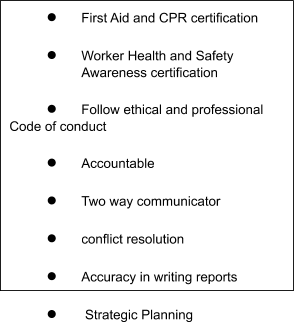 ● First Aid and CPR certification
● Worker Health and Safety
Awareness certification
● Follow ethical and professional
Code of conduct
● Accountable
● Two way communicator
● conflict resolution
● Accuracy in writing reports
● Strategic Planning